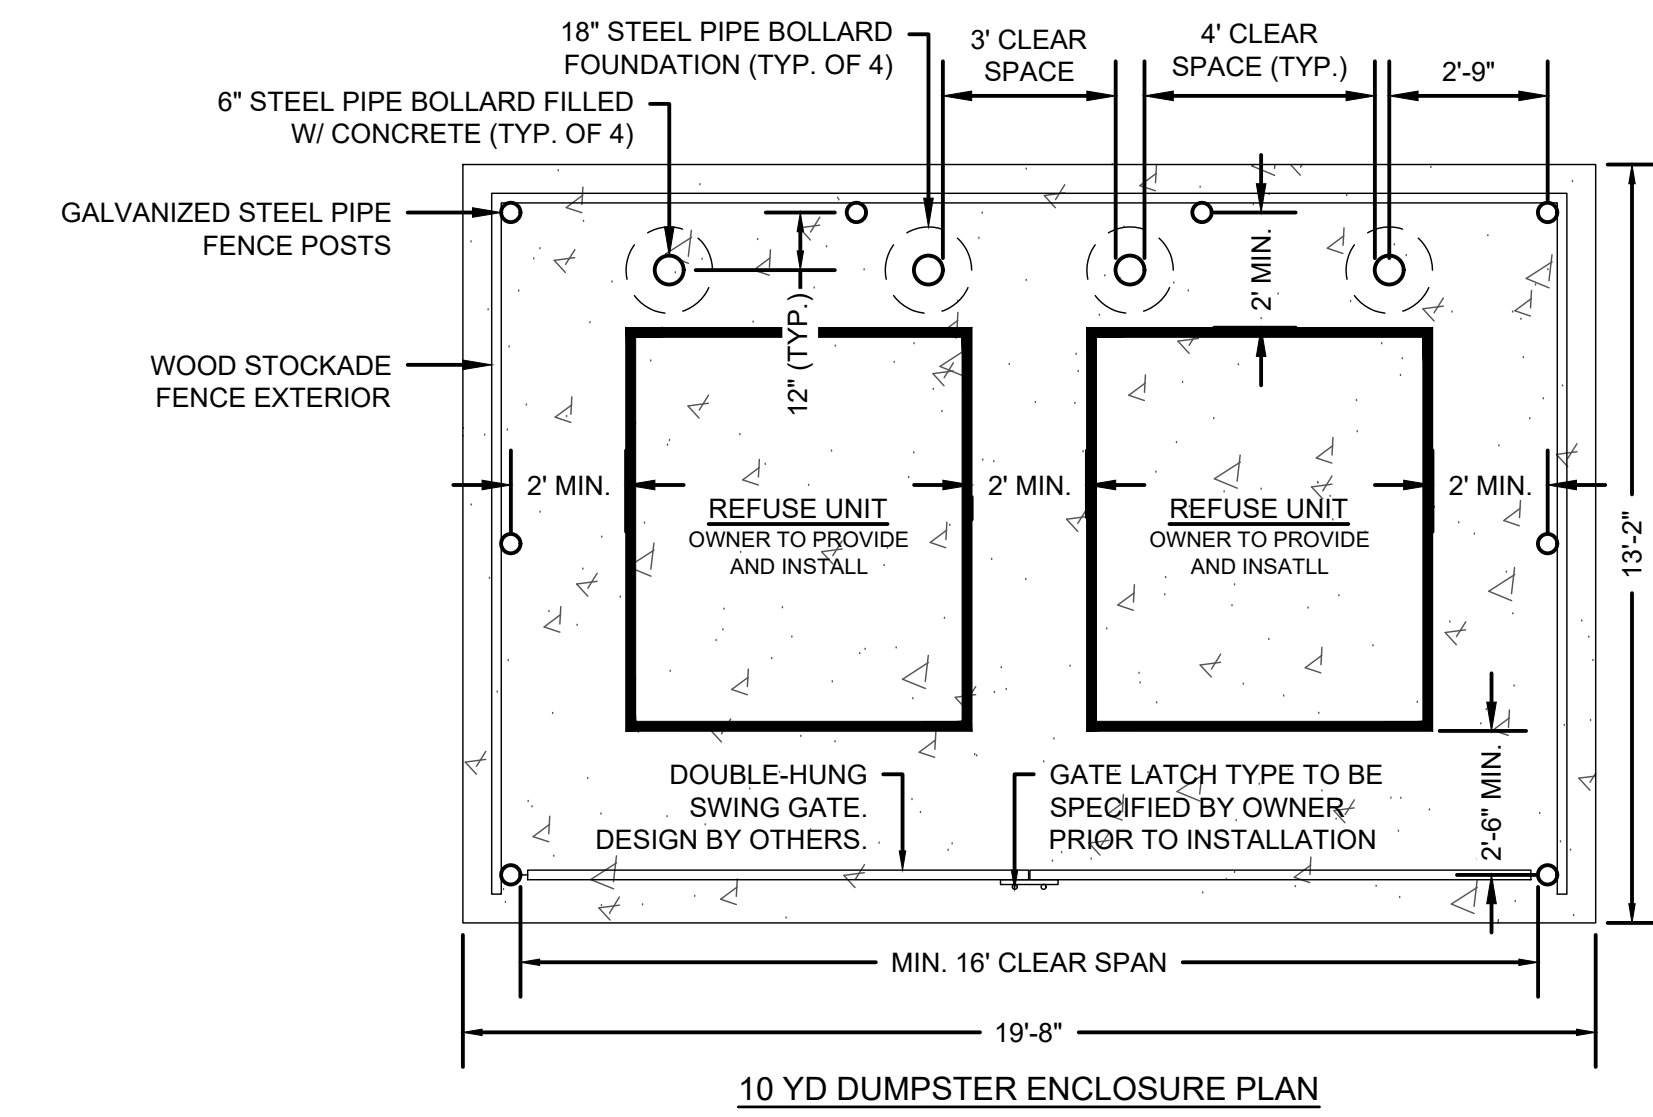 18" STEEL PIPE BOLLARD
FOUNDATION (TYP. OF 4)
3' CLEAR
SPACE
4' CLEAR
SPACE (TYP.)
2'-9"
6" STEEL PIPE BOLLARD FILLED
W/ CONCRETE (TYP. OF 4)
GALVANIZED STEEL PIPE
FENCE POSTS
2' MIN.
12" (TYP.)
WOOD STOCKADE
FENCE EXTERIOR
2' MIN.
2' MIN.
2' MIN.
REFUSE UNIT
OWNER TO PROVIDE
AND INSTALL
REFUSE UNIT
OWNER TO PROVIDE
AND INSATLL
13'-2"
DOUBLE-HUNG
SWING GATE.
DESIGN BY OTHERS.
GATE LATCH TYPE TO BE
SPECIFIED BY OWNER
PRIOR TO INSTALLATION
2'-6" MIN.
MIN. 16' CLEAR SPAN
19'-8"
10 YD DUMPSTER ENCLOSURE PLAN